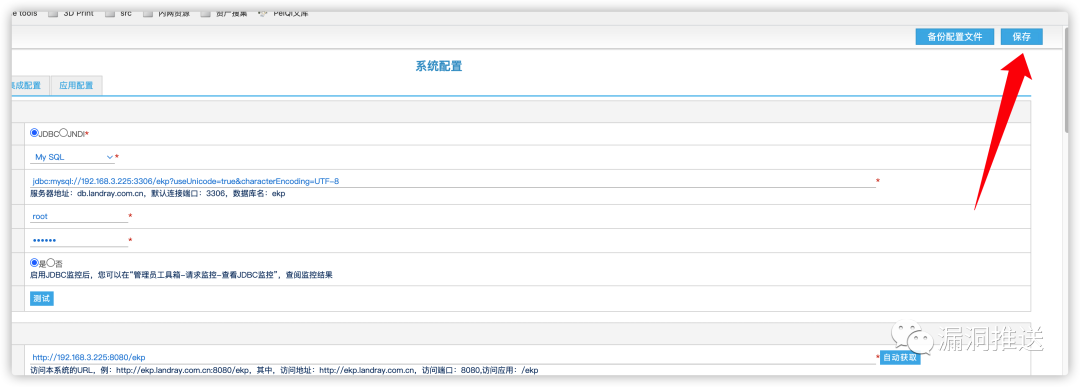 e tools 3D Print src 内网资源 资产搜集 PeiQi文库
备份配置文件 保存
系统配置
集成配置 应用配置
JDBC JNDI*
My SQL *
jdbc:mysql://192.168.3.225:3306/ekp?useUnicode=true&characterEncoding=UTF-8 *
服务器地址：db.landray.com.cn，默认连接端口：3306，数据库名：ekp
root *
•••••• *
是 否
启用JDBC监控后，您可以在"管理员工具箱-请求监控-查看JDBC监控"，查阅监控结果
测试
漏洞推送
http://192.168.3.225:8080/ekp * 自动获取
访问本系统的URL，例：http://ekp.landray.com.cn:8080/ekp，其中，访问地址：http://ekp.landray.com.cn，访问端口：8080,访问应用：/ekp